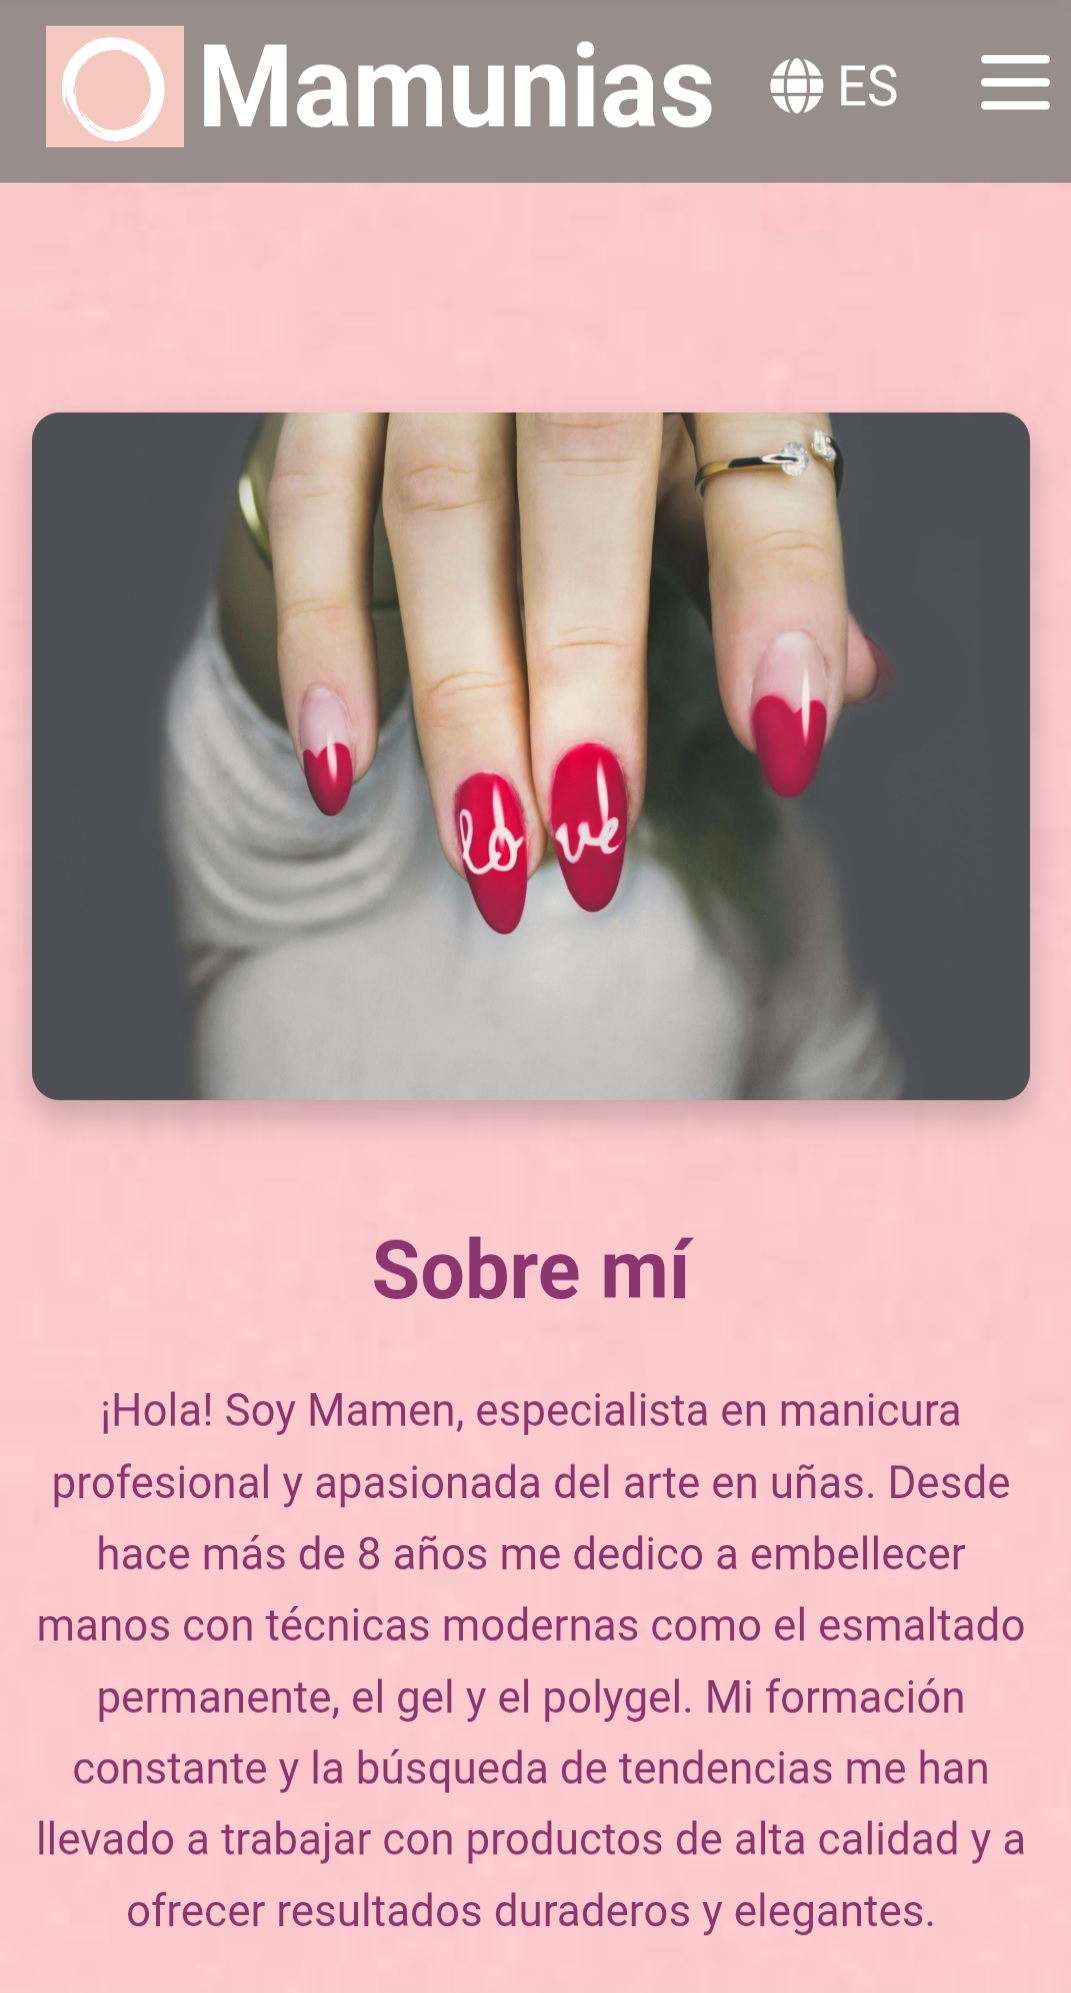 Mamunias ES
lo ve
Sobre mí
¡Hola! Soy Mamen, especialista en manicura
profesional y apasionada del arte en uñas. Desde
hace más de 8 años me dedico a embellecer
manos con técnicas modernas como el esmaltado
permanente, el gel y el polygel. Mi formación
constante y la búsqueda de tendencias me han
llevado a trabajar con productos de alta calidad y a
ofrecer resultados duraderos y elegantes.